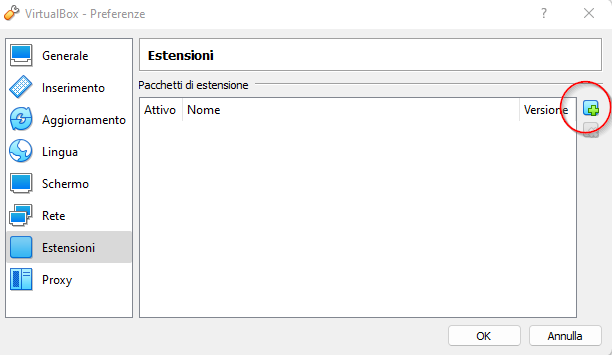 VirtualBox - Preferenze
?
Generale
Inserimento
Aggiornamento
Lingua
Schermo
Rete
Estensioni
Proxy
Estensioni
Pacchetti di estensione
Attivo Nome Versione
OK Annulla